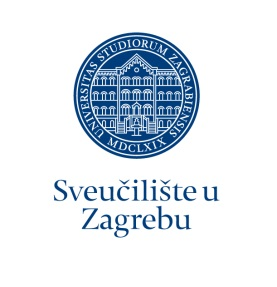 UNIVERSITAS STUDIORUM ZAGRABIENSIS
MDCLXIX
Sveučilište u
Zagrebu